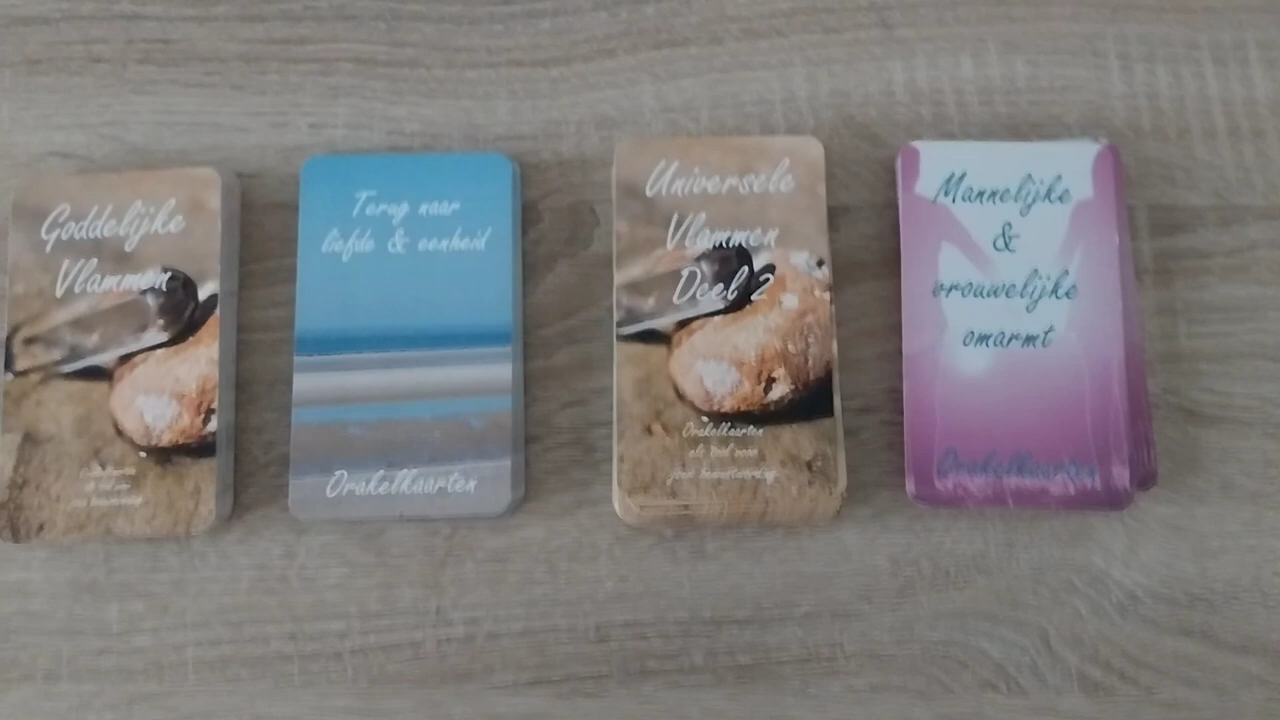 Goddelijke
Vlammen
Terug naar
liefde & eenheid
Orakelkaarten
Universele
Vlammen
Deel 2
Orakelkaarten
als tool voor
jouw bewustwording
Mannelijke
&
vrouwelijke
omarmt
Orakelkaarten